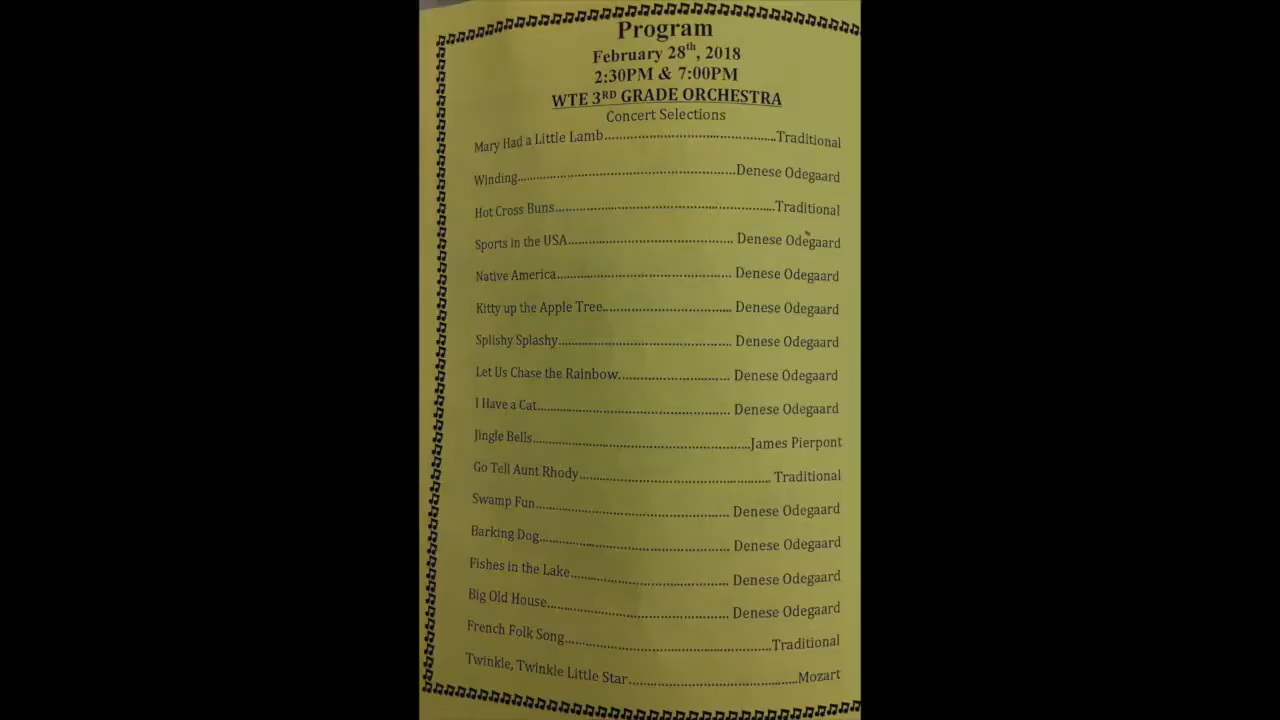 Program
February 28th, 2018
2:30PM & 7:00PM
WTE 3RD GRADE ORCHESTRA
Concert Selections
Mary Had a Little Lamb..........Traditional
Winding..........Denese Odegaard
Hot Cross Buns..........Traditional
Sports in the USA.......... Denese Odegaard
Native America.......... Denese Odegaard
Kitty up the Apple Tree.......... Denese Odegaard
Splishy Splashy.......... Denese Odegaard
Let Us Chase the Rainbow.......... Denese Odegaard
I Have a Cat.......... Denese Odegaard
Jingle Bells..........James Pierpont
Go Tell Aunt Rhody.......... Traditional
Swamp Fun.......... Denese Odegaard
Barking Dog.......... Denese Odegaard
Fishes in the Lake.......... Denese Odegaard
Big Old House.......... Denese Odegaard
French Folk Song..........Traditional
Twinkle, Twinkle Little Star..........Mozart